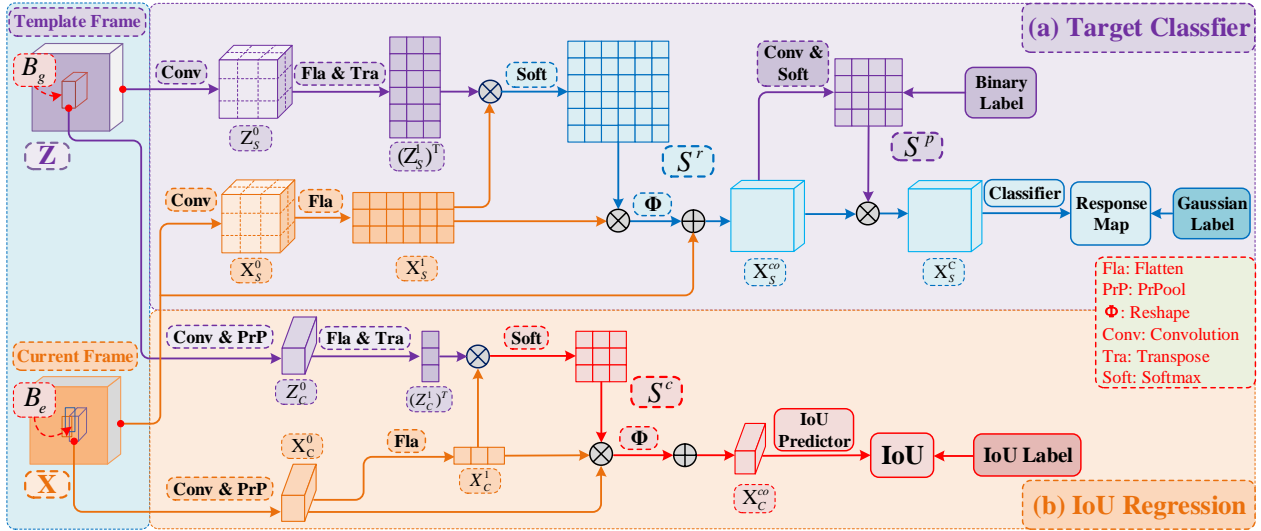 Template Frame
(a) Target Classfier
B_g
Conv
Fla & Tra
Soft
Conv &
Soft
Binary
Label
Z_S^0
(Z_S^1)^T
S^r
S^p
Z
Conv
Fla
Φ
Classifier
Response
Map
Gaussian
Label
X_S^0
X_S^1
X_S^{co}
X_S^C
Fla: Flatten
PrP: PrPool
Φ: Reshape
Conv: Convolution
Tra: Transpose
Soft: Softmax
Current Frame
Conv & PrP
Fla & Tra
Soft
Z_C^0
(Z_C^1)^T
S^c
B_e
X
X_C^0
Fla
X_C^1
Conv & PrP
Φ
IoU
Predictor
IoU
IoU Label
X_C^{co}
(b) IoU Regression